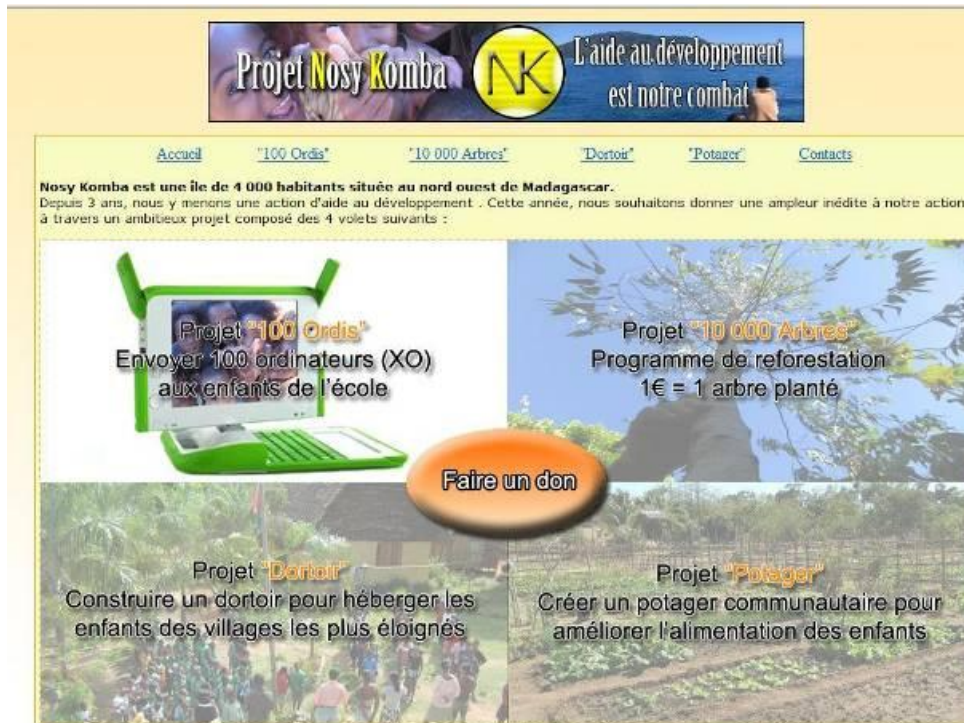 Projet Nosy Komba
NK
L'aide au développement
est notre combat
Accueil "100 Ordis" "10 000 Arbres" "Dortoir" "Potager" Contacts
Nosy Komba est une île de 4 000 habitants située au nord ouest de Madagascar.
Depuis 3 ans, nous y menons une action d'aide au développement . Cette année, nous souhaitons donner une ampleur inédite à notre action
à travers un ambitieux projet composé des 4 volets suivants :
Projet "100 Ordis"
Envoyer 100 ordinateurs (XO)
aux enfants de l'école
Projet "10 000 Arbres"
Programme de reforestation
1€ = 1 arbre planté
Faire un don
Projet "Dortoir"
Construire un dortoir pour héberger les
enfants des villages les plus éloignés
Projet "Potager"
Créer un potager communautaire pour
améliorer l'alimentation des enfants